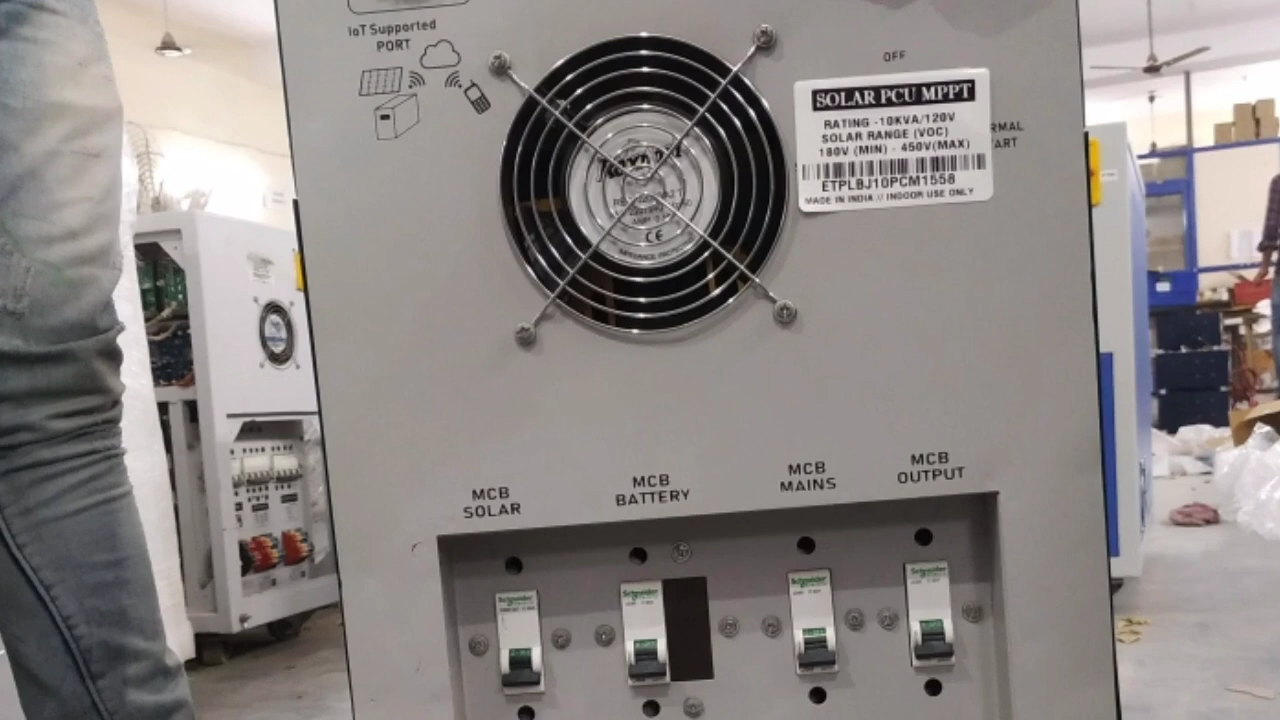 IoT Supported
PORT
OFF
SOLAR PCU MPPT
RATING -10KVA/120V
SOLAR RANGE (VOC)
180V (MIN) - 450V(MAX)
ETPLBJ10PCM1558
MADE IN INDIA // INDOOR USE ONLY
RMAL
ART
CE
MCB
SOLAR
MCB
BATTERY
MCB
MAINS
MCB
OUTPUT
Schneider
Schneider
Schneider
Schneider